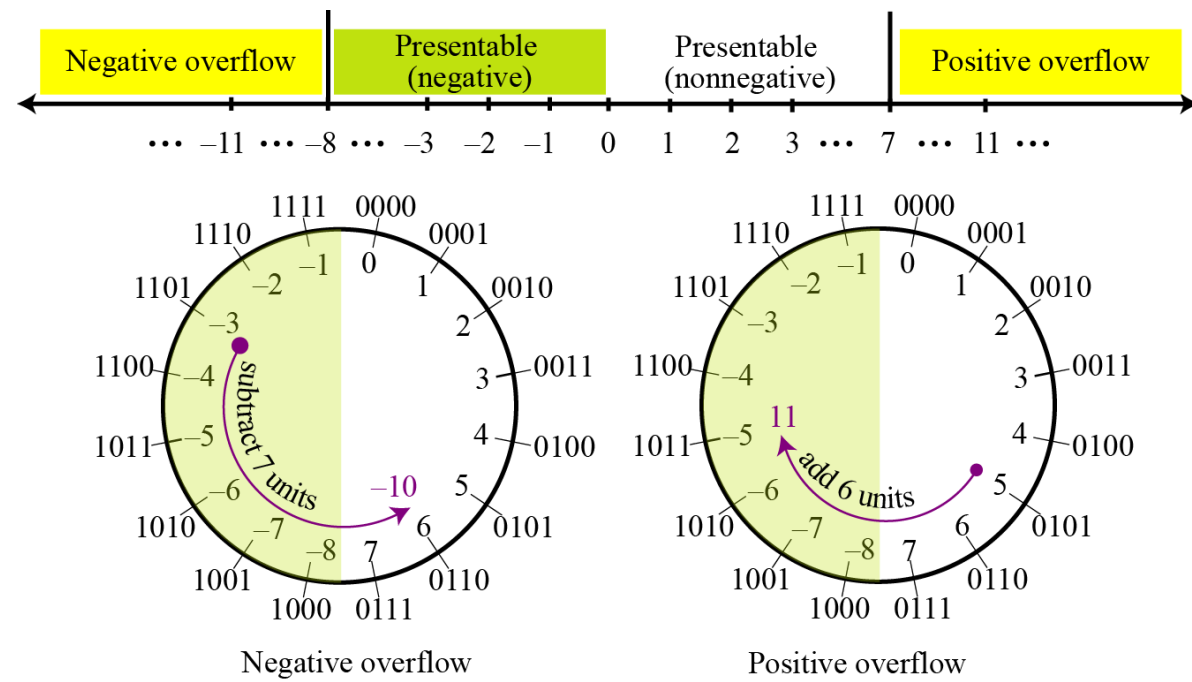 Negative overflow
Presentable
(negative)
Presentable
(nonnegative)
Positive overflow
••• –11 ••• –8 ••• –3 –2 –1 0 1 2 3 ••• 7 ••• 11 •••
1111 0000
1110 0001
–1 0
1101 –2 1 0010
–3 2
1100 –4 3 0011
subtract 7 units
1011 –5 4 0100
–10
–6 5
1010 –7 6 0101
–8 7
1001 0110
1000 0111
Negative overflow
1111 0000
1110 0001
–1 0
1101 –2 1 0010
–3 2
1100 –4 3 0011
11
1011 –5 4 0100
add 6 units
–6 5
1010 –7 6 0101
–8 7
1001 0110
1000 0111
Positive overflow